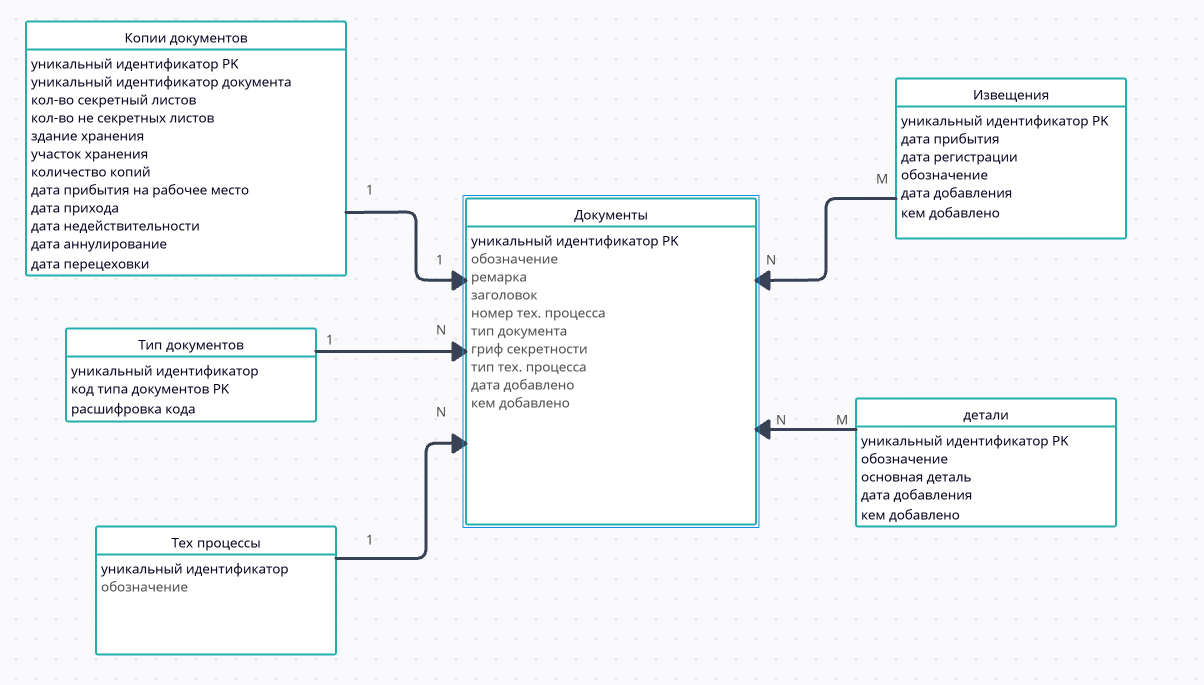 Копии документов
уникальный идентификатор PK
уникальный идентификатор документа
кол-во секретный листов
кол-во не секретных листов
здание хранения
участок хранения
количество копий
дата прибытия на рабочее место
дата прихода
дата недействительности
дата аннулирование
дата перецеховки
1
1
Тип документов
уникальный идентификатор
код типа документов PK
расшифровка кода
1
N
Тех процессы
уникальный идентификатор
обозначение
1
N
Документы
уникальный идентификатор PK
обозначение
ремарка
заголовок
номер тех. процесса
тип документа
гриф секретности
тип тех. процесса
дата добавлено
кем добавлено
Извещения
уникальный идентификатор PK
дата прибытия
дата регистрации
обозначение
дата добавления
кем добавлено
M
N
детали
уникальный идентификатор PK
обозначение
основная деталь
дата добавления
кем добавлено
N
M